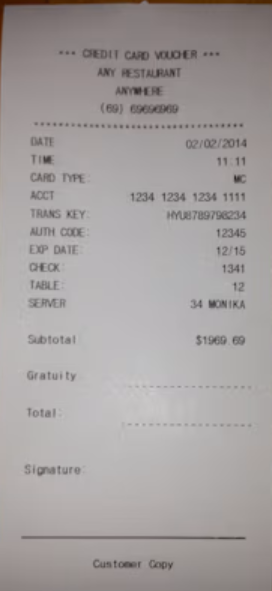 *** CREDIT CARD VOUCHER ***
ANY RESTAURANT
ANYWHERE
(69) 69696969
DATE 02/02/2014
TIME 11:11
CARD TYPE: MC
ACCT 1234 1234 1234 1111
TRANS KEY: HYU8789798234
AUTH CODE: 12345
EXP DATE: 12/15
CHECK: 1341
TABLE: 12
SERVER 34 MONIKA
Subtotal $1969.69
Gratuity
Total:
Signature:
Customer Copy